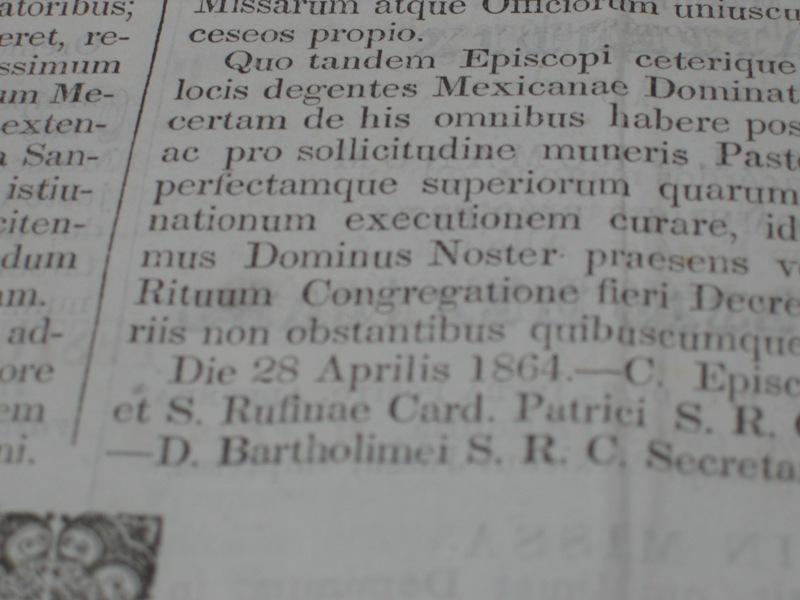 atoribus;
eret, re-
ssimum
um Me-
exten-
a San-
istiu-
citen-
dum
am.
ad-
ore
em
ni.
Missarum atque Officiorum uniuscu
ceseos propio.
Quo tandem Episcopi ceterique
locis degentes Mexicanae Dominat
certam de his omnibus habere pos
ac pro sollicitudine muneris Past
perfectamque superiorum quarum
nationum executionem curare, id
mus Dominus Noster praesens v
Rituum Congregatione fieri Decre
riis non obstantibus quibuscumque
Die 28 Aprilis 1864.—C. Episc
et S. Rufinae Card. Patrici S. R. C
—D. Bartholimei S. R. C. Secreta